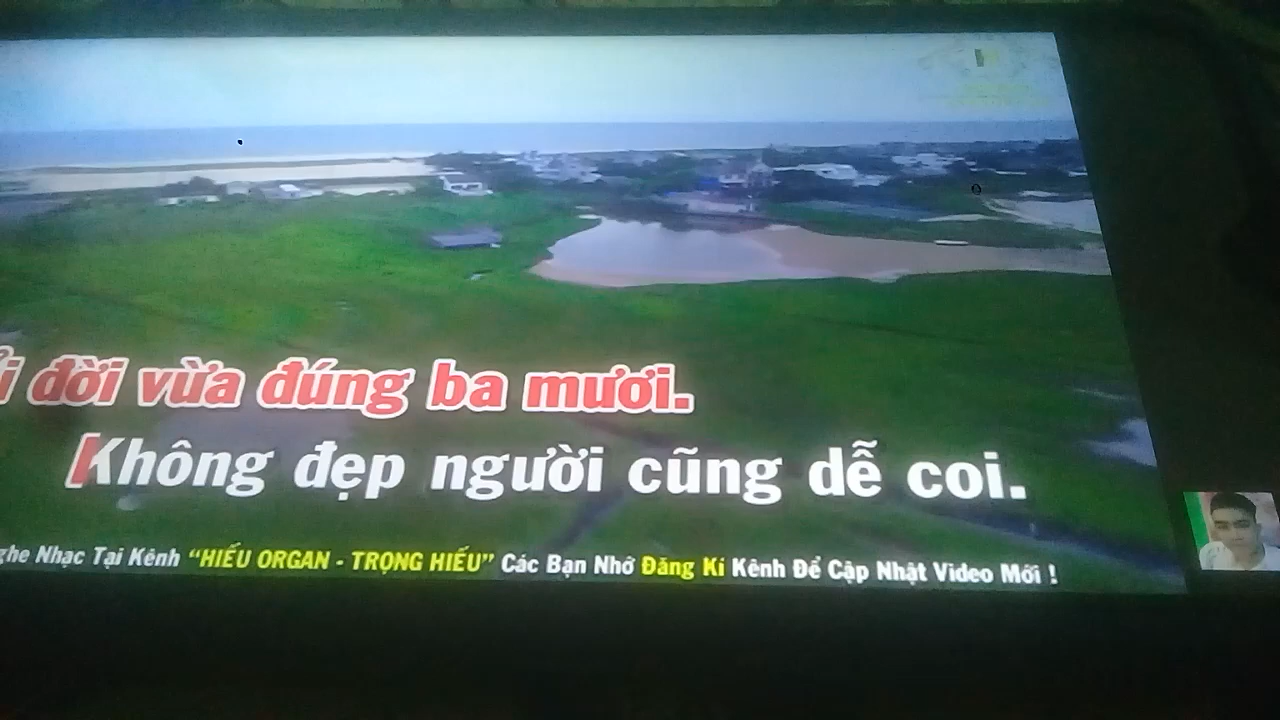 đời vừa đúng ba mươi.
Không đẹp người cũng dễ coi.
Nhạc Tại Kênh “HIẾU ORGAN - TRỌNG HIẾU” Các Bạn Nhớ Đăng Kí Kênh Để Cập Nhật Video Mới !